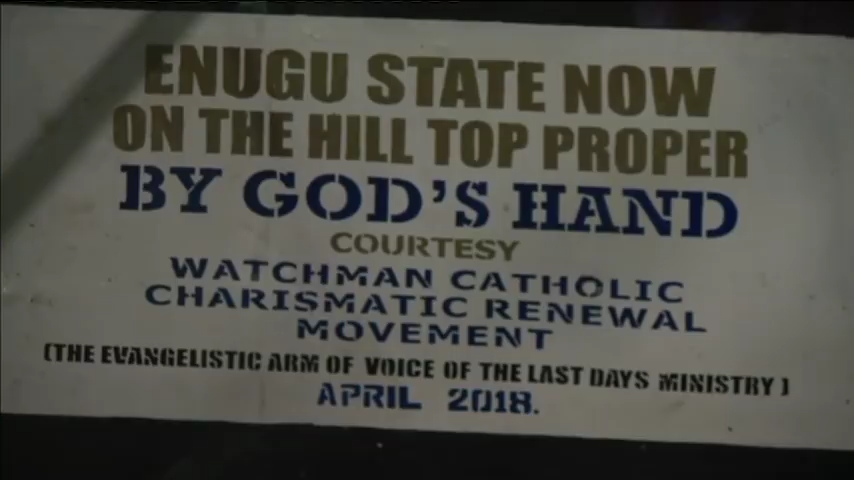 ENUGU STATE NOW
ON THE HILL TOP PROPER
BY GOD'S HAND
COURTESY
WATCHMAN CATHOLIC
CHARISMATIC RENEWAL
MOVEMENT
(THE EVANGELISTIC ARM OF VOICE OF THE LAST DAYS MINISTRY)
APRIL 2018.